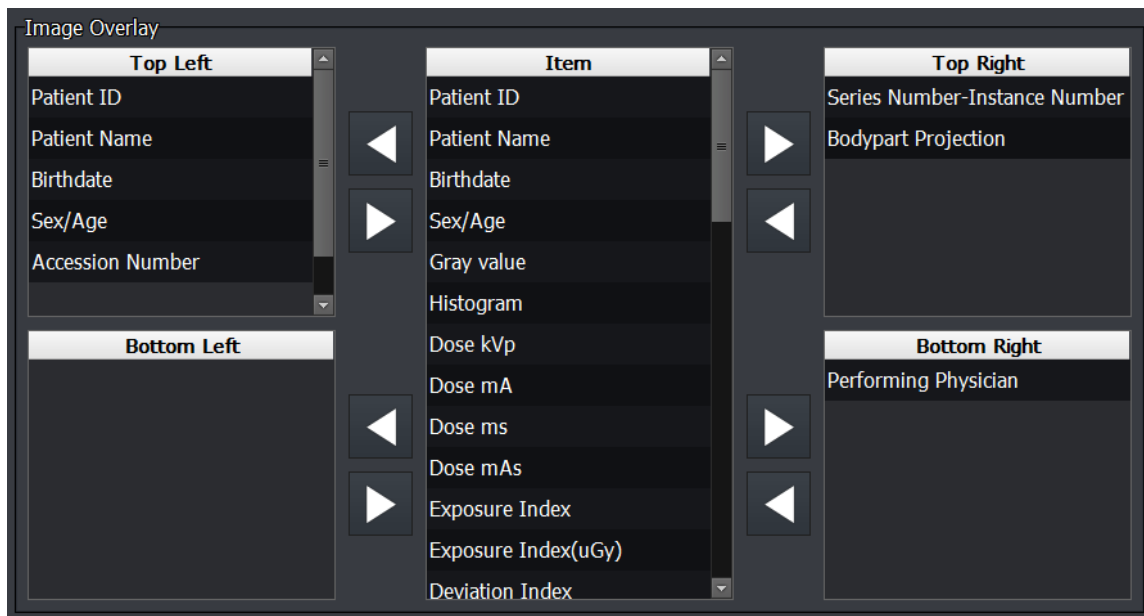 Image Overlay
Top Left
Patient ID
Patient Name
Birthdate
Sex/Age
Accession Number
Bottom Left
Item
Patient ID
Patient Name
Birthdate
Sex/Age
Gray value
Histogram
Dose kVp
Dose mA
Dose ms
Dose mAs
Exposure Index
Exposure Index(uGy)
Deviation Index
Top Right
Series Number-Instance Number
Bodypart Projection
Bottom Right
Performing Physician